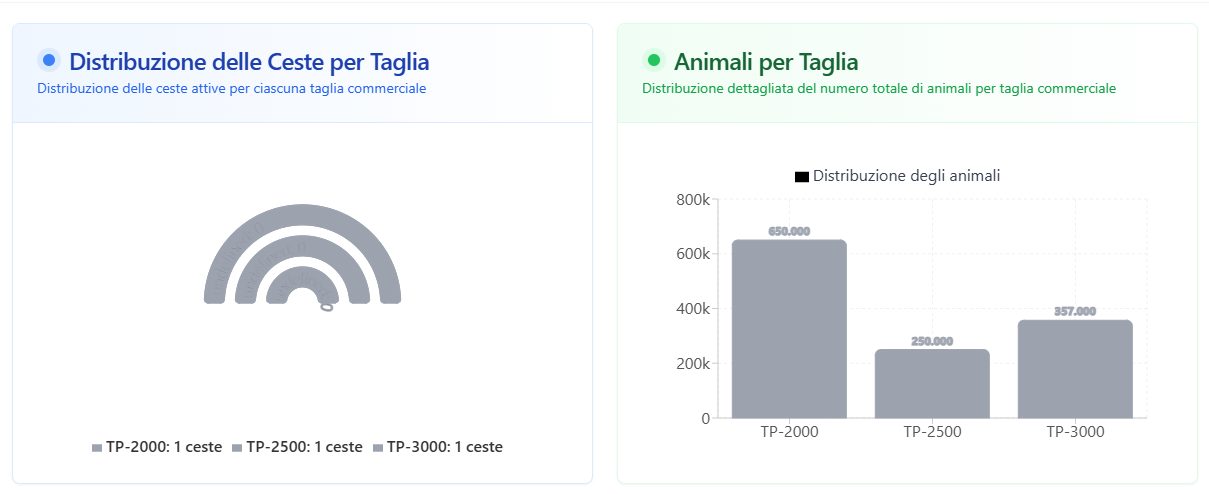 Distribuzione delle Ceste per Taglia
Distribuzione delle ceste attive per ciascuna taglia commerciale
TP-2000: 1 ceste
TP-2500: 1 ceste
TP-3000: 1 ceste
Animali per Taglia
Distribuzione dettagliata del numero totale di animali per taglia commerciale
Distribuzione degli animali
800k
600k
400k
200k
0
650.000
250.000
357.000
TP-2000
TP-2500
TP-3000